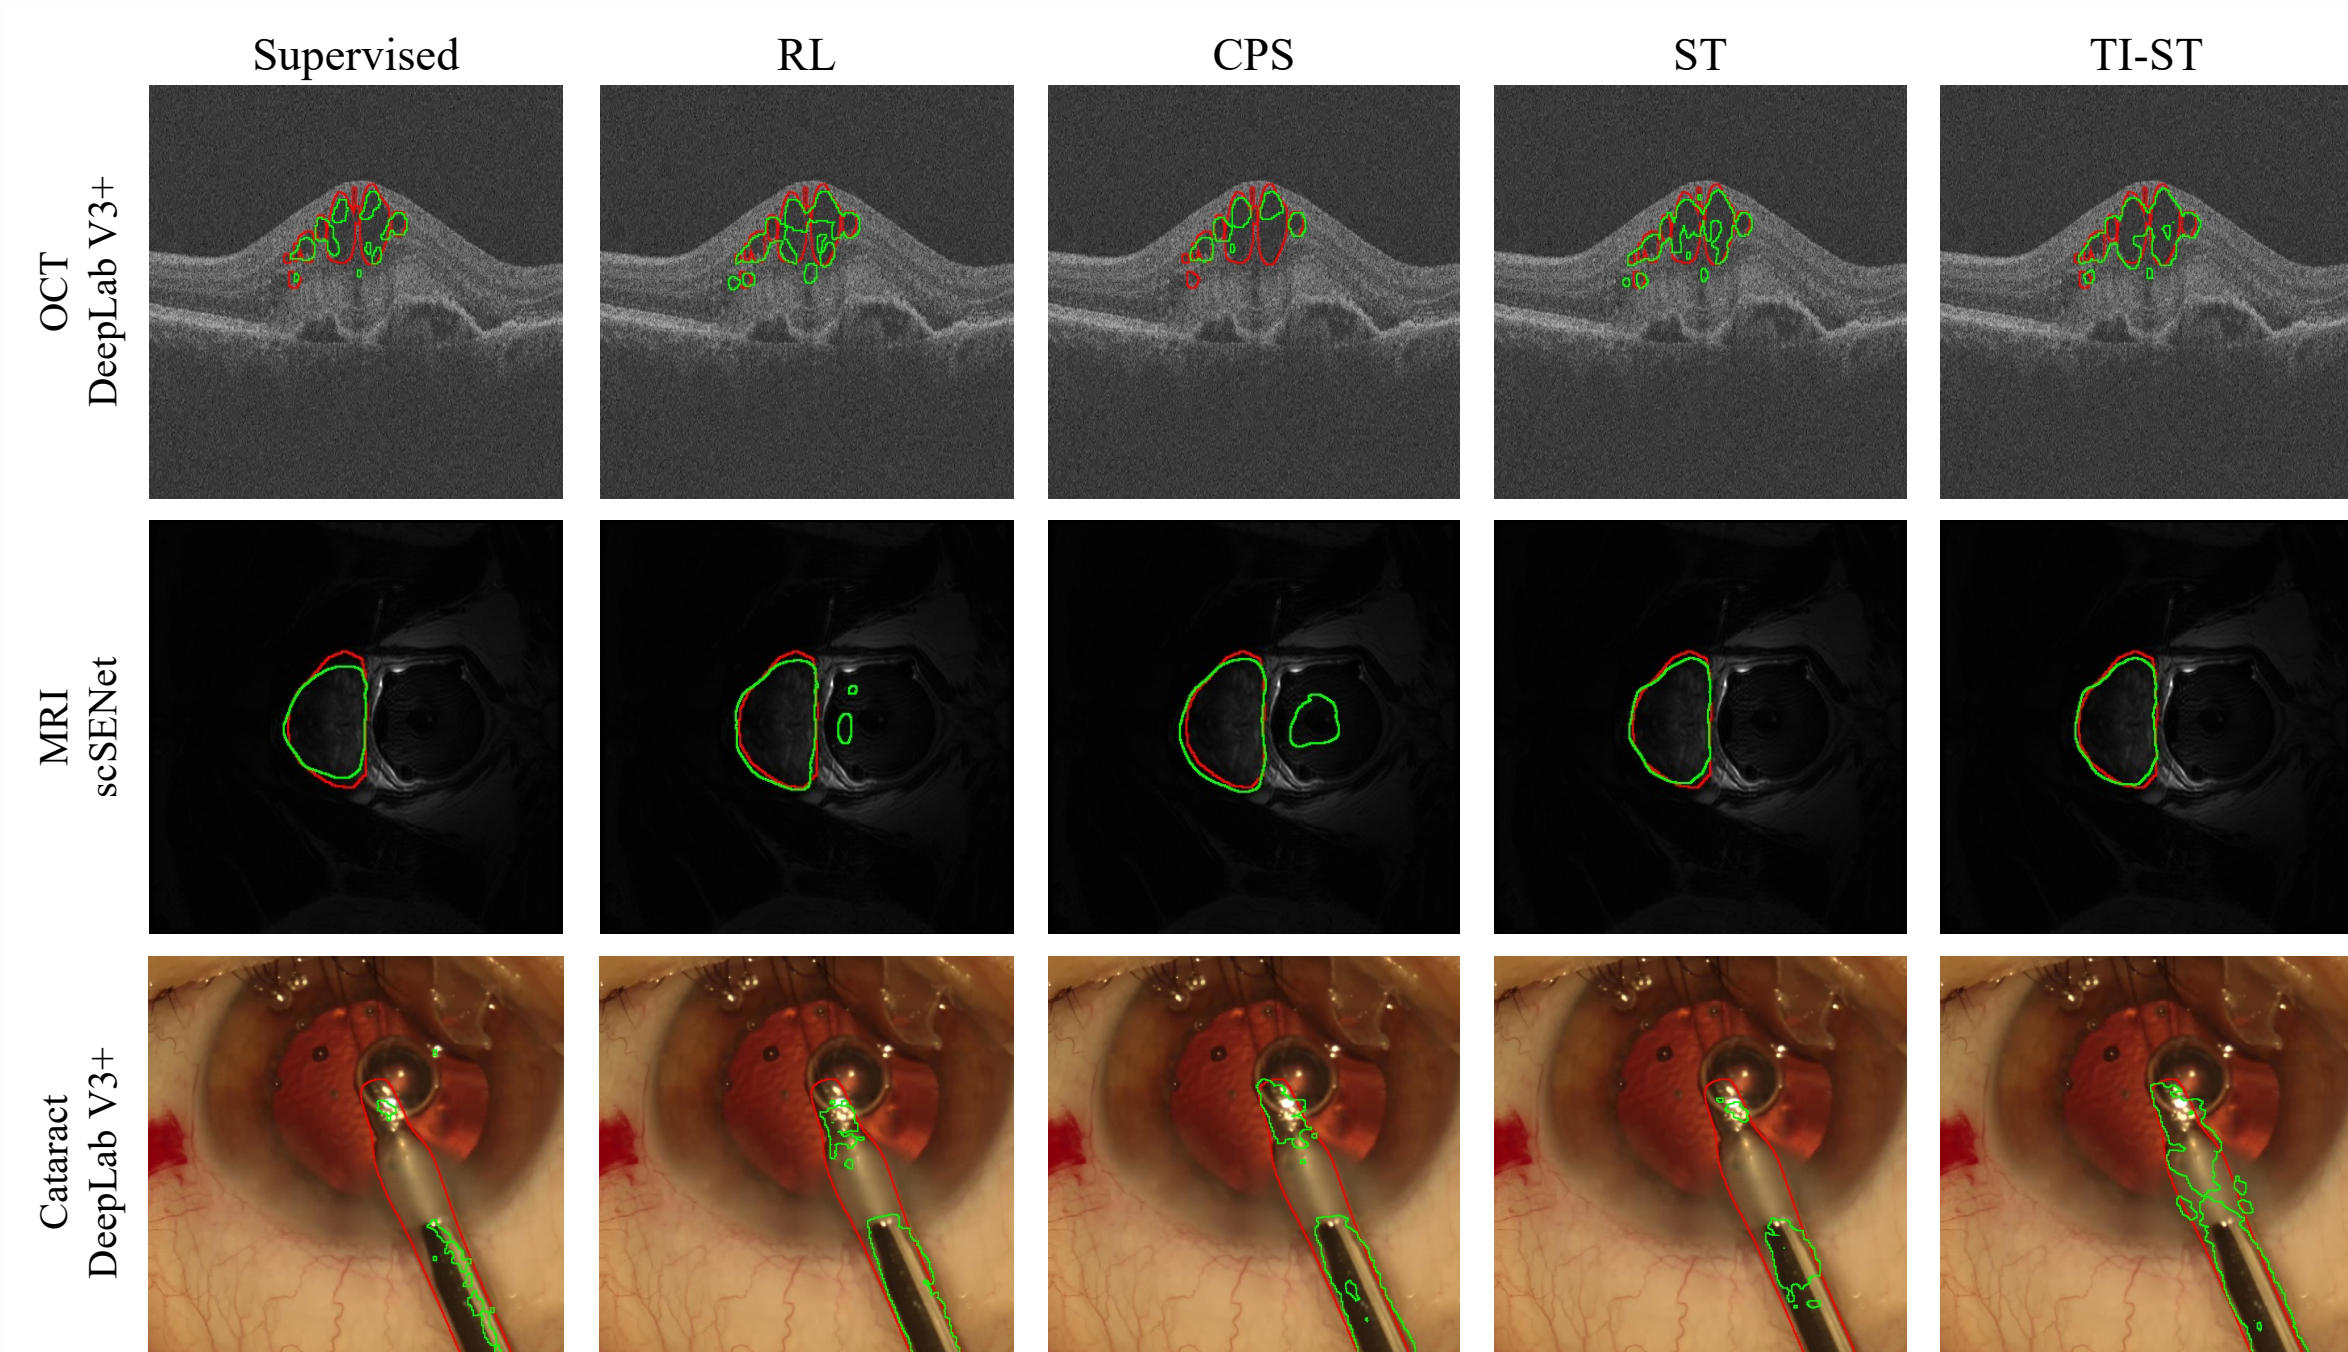 Supervised
RL
CPS
ST
TI-ST
OCT
DeepLab V3+
MRI
scSENet
Cataract
DeepLab V3+